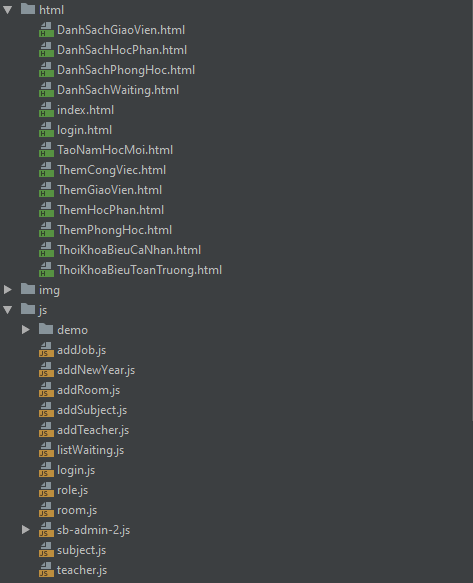 html
DanhSachGiaoVien.html
DanhSachHocPhan.html
DanhSachPhongHoc.html
DanhSachWaiting.html
index.html
login.html
TaoNamHocMoi.html
ThemCongViec.html
ThemGiaoVien.html
ThemHocPhan.html
ThemPhongHoc.html
ThoiKhoaBieuCaNhan.html
ThoiKhoaBieuToanTruong.html
img
js
demo
addJob.js
addNewYear.js
addRoom.js
addSubject.js
addTeacher.js
listWaiting.js
login.js
role.js
room.js
sb-admin-2.js
subject.js
teacher.js